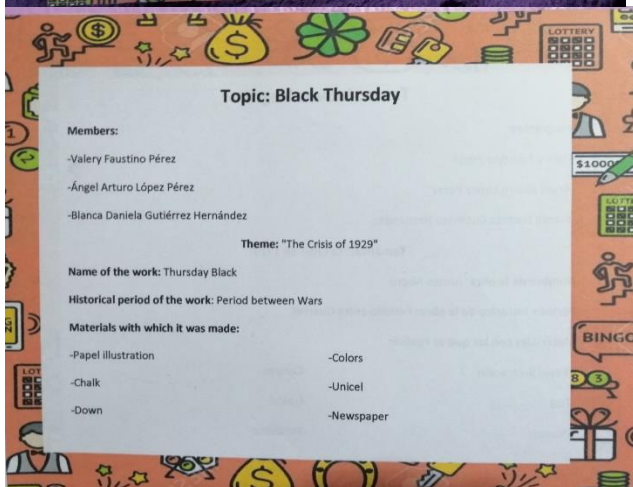 LOTTERY
Topic: Black Thursday
Members:
-Valery Faustino Pérez
-Ángel Arturo López Pérez
-Blanca Daniela Gutiérrez Hernández
Theme: "The Crisis of 1929"
Name of the work: Thursday Black
Historical period of the work: Period between Wars
Materials with which it was made:
-Papel illustration
-Chalk
-Down
-Colors
-Unicel
-Newspaper
$1000
BINGO
8 3